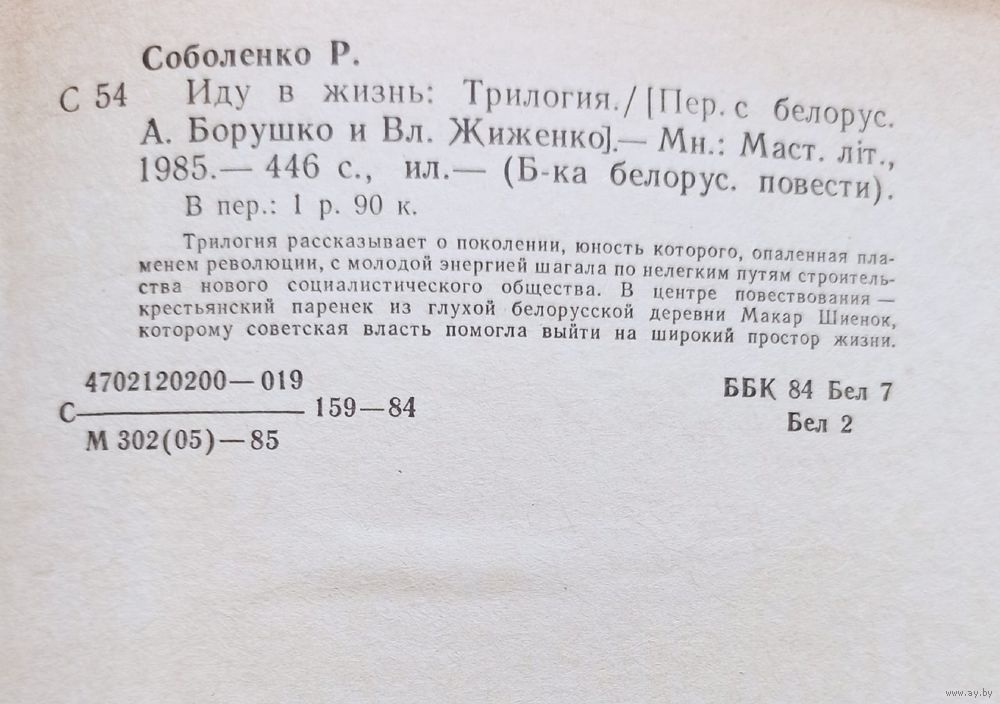 Соболенко Р.
С 54 Иду в жизнь: Трилогия./[Пер. с белорус.
А. Борушко и Вл. Жиженко].— Мн.: Маст. літ.,
1985.— 446 с., ил.— (Б-ка белорус. повести).
В пер.: 1 р. 90 к.
Трилогия рассказывает о поколении, юность которого, опаленная пла-
менем революции, с молодой энергией шагала по нелегким путям строитель-
ства нового социалистического общества. В центре повествования —
крестьянский паренек из глухой белорусской деревни Макар Шиенок,
которому советская власть помогла выйти на широкий простор жизни.
4702120200—019
С 159—84
М 302(05)—85
ББК 84 Бел 7
Бел 2
www.ay.by